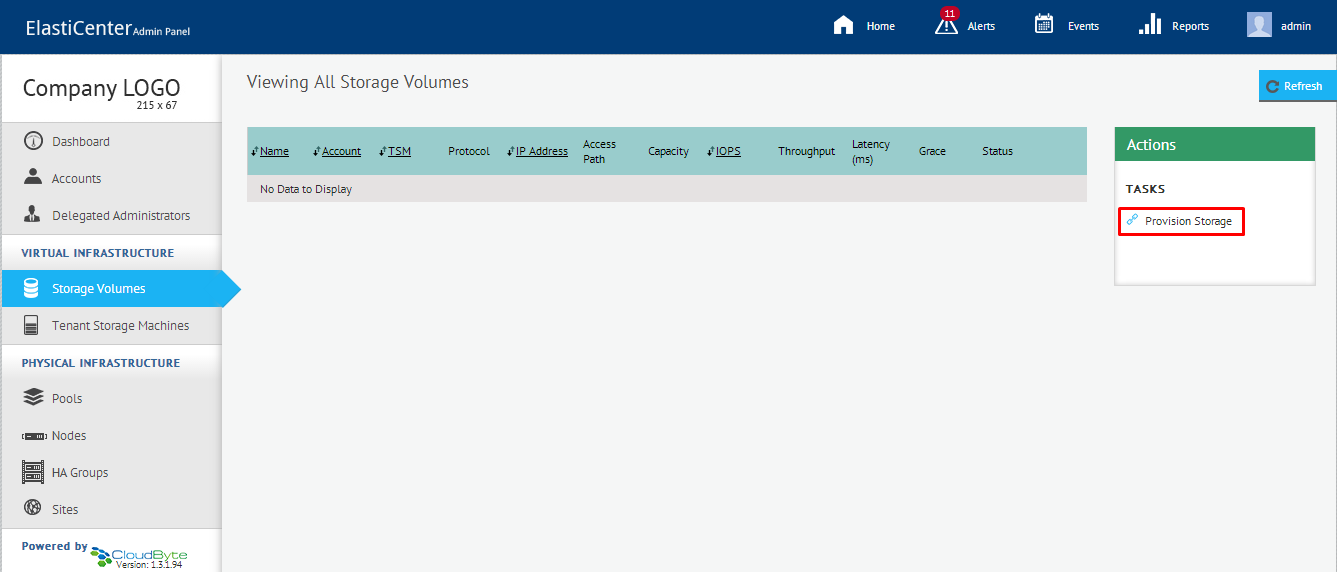 ElastiCenter Admin Panel
Home
11
Alerts
Events
Reports
admin
Company LOGO
215 x 67
Dashboard
Accounts
Delegated Administrators
VIRTUAL INFRASTRUCTURE
Storage Volumes
Tenant Storage Machines
PHYSICAL INFRASTRUCTURE
Pools
Nodes
HA Groups
Sites
Powered by CloudByte
Version: 1.3.1.94
Viewing All Storage Volumes
Refresh
Name Account TSM Protocol IP Address Access Path Capacity IOPS Throughput Latency (ms) Grace Status
No Data to Display
Actions
TASKS
Provision Storage